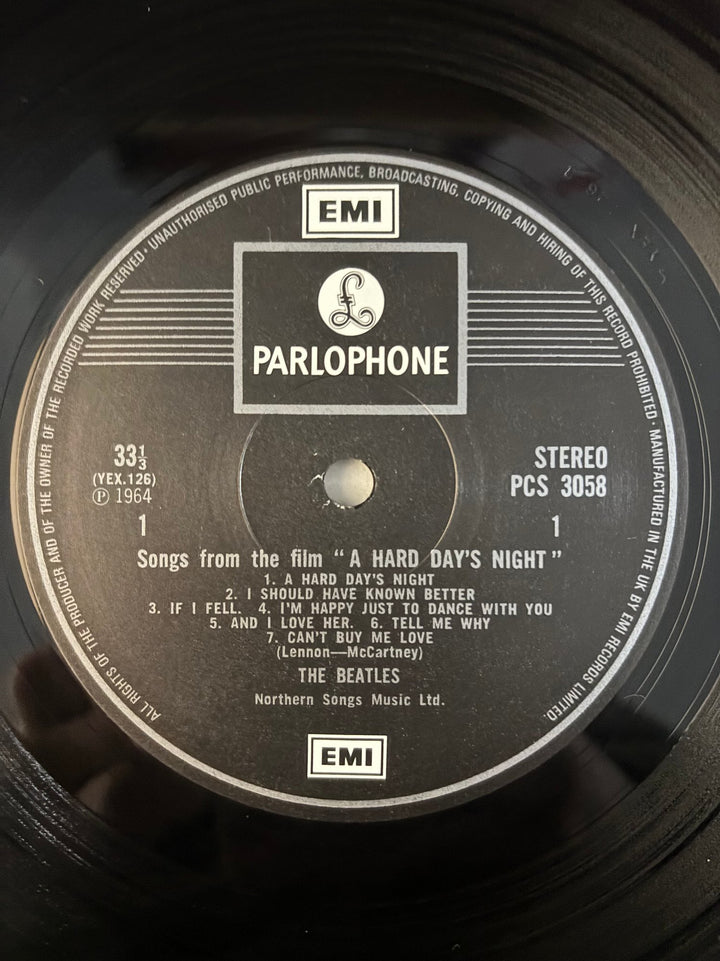 ALL RIGHTS OF THE PRODUCER AND OF THE OWNER OF THE RECORDED WORK RESERVED · UNAUTHORISED PUBLIC PERFORMANCE, BROADCASTING, COPYING AND HIRING OF THIS RECORD PROHIBITED · MANUFACTURED IN THE UK BY EMI RECORDS LIMITED.
EMI
£
PARLOPHONE
33⅓
(YEX.126)
℗ 1964
1
STEREO
PCS 3058
1
Songs from the film “A HARD DAY'S NIGHT”
1. A HARD DAY'S NIGHT
2. I SHOULD HAVE KNOWN BETTER
3. IF I FELL. 4. I'M HAPPY JUST TO DANCE WITH YOU
5. AND I LOVE HER. 6. TELL ME WHY
7. CAN'T BUY ME LOVE
(Lennon—McCartney)
THE BEATLES
Northern Songs Music Ltd.
EMI